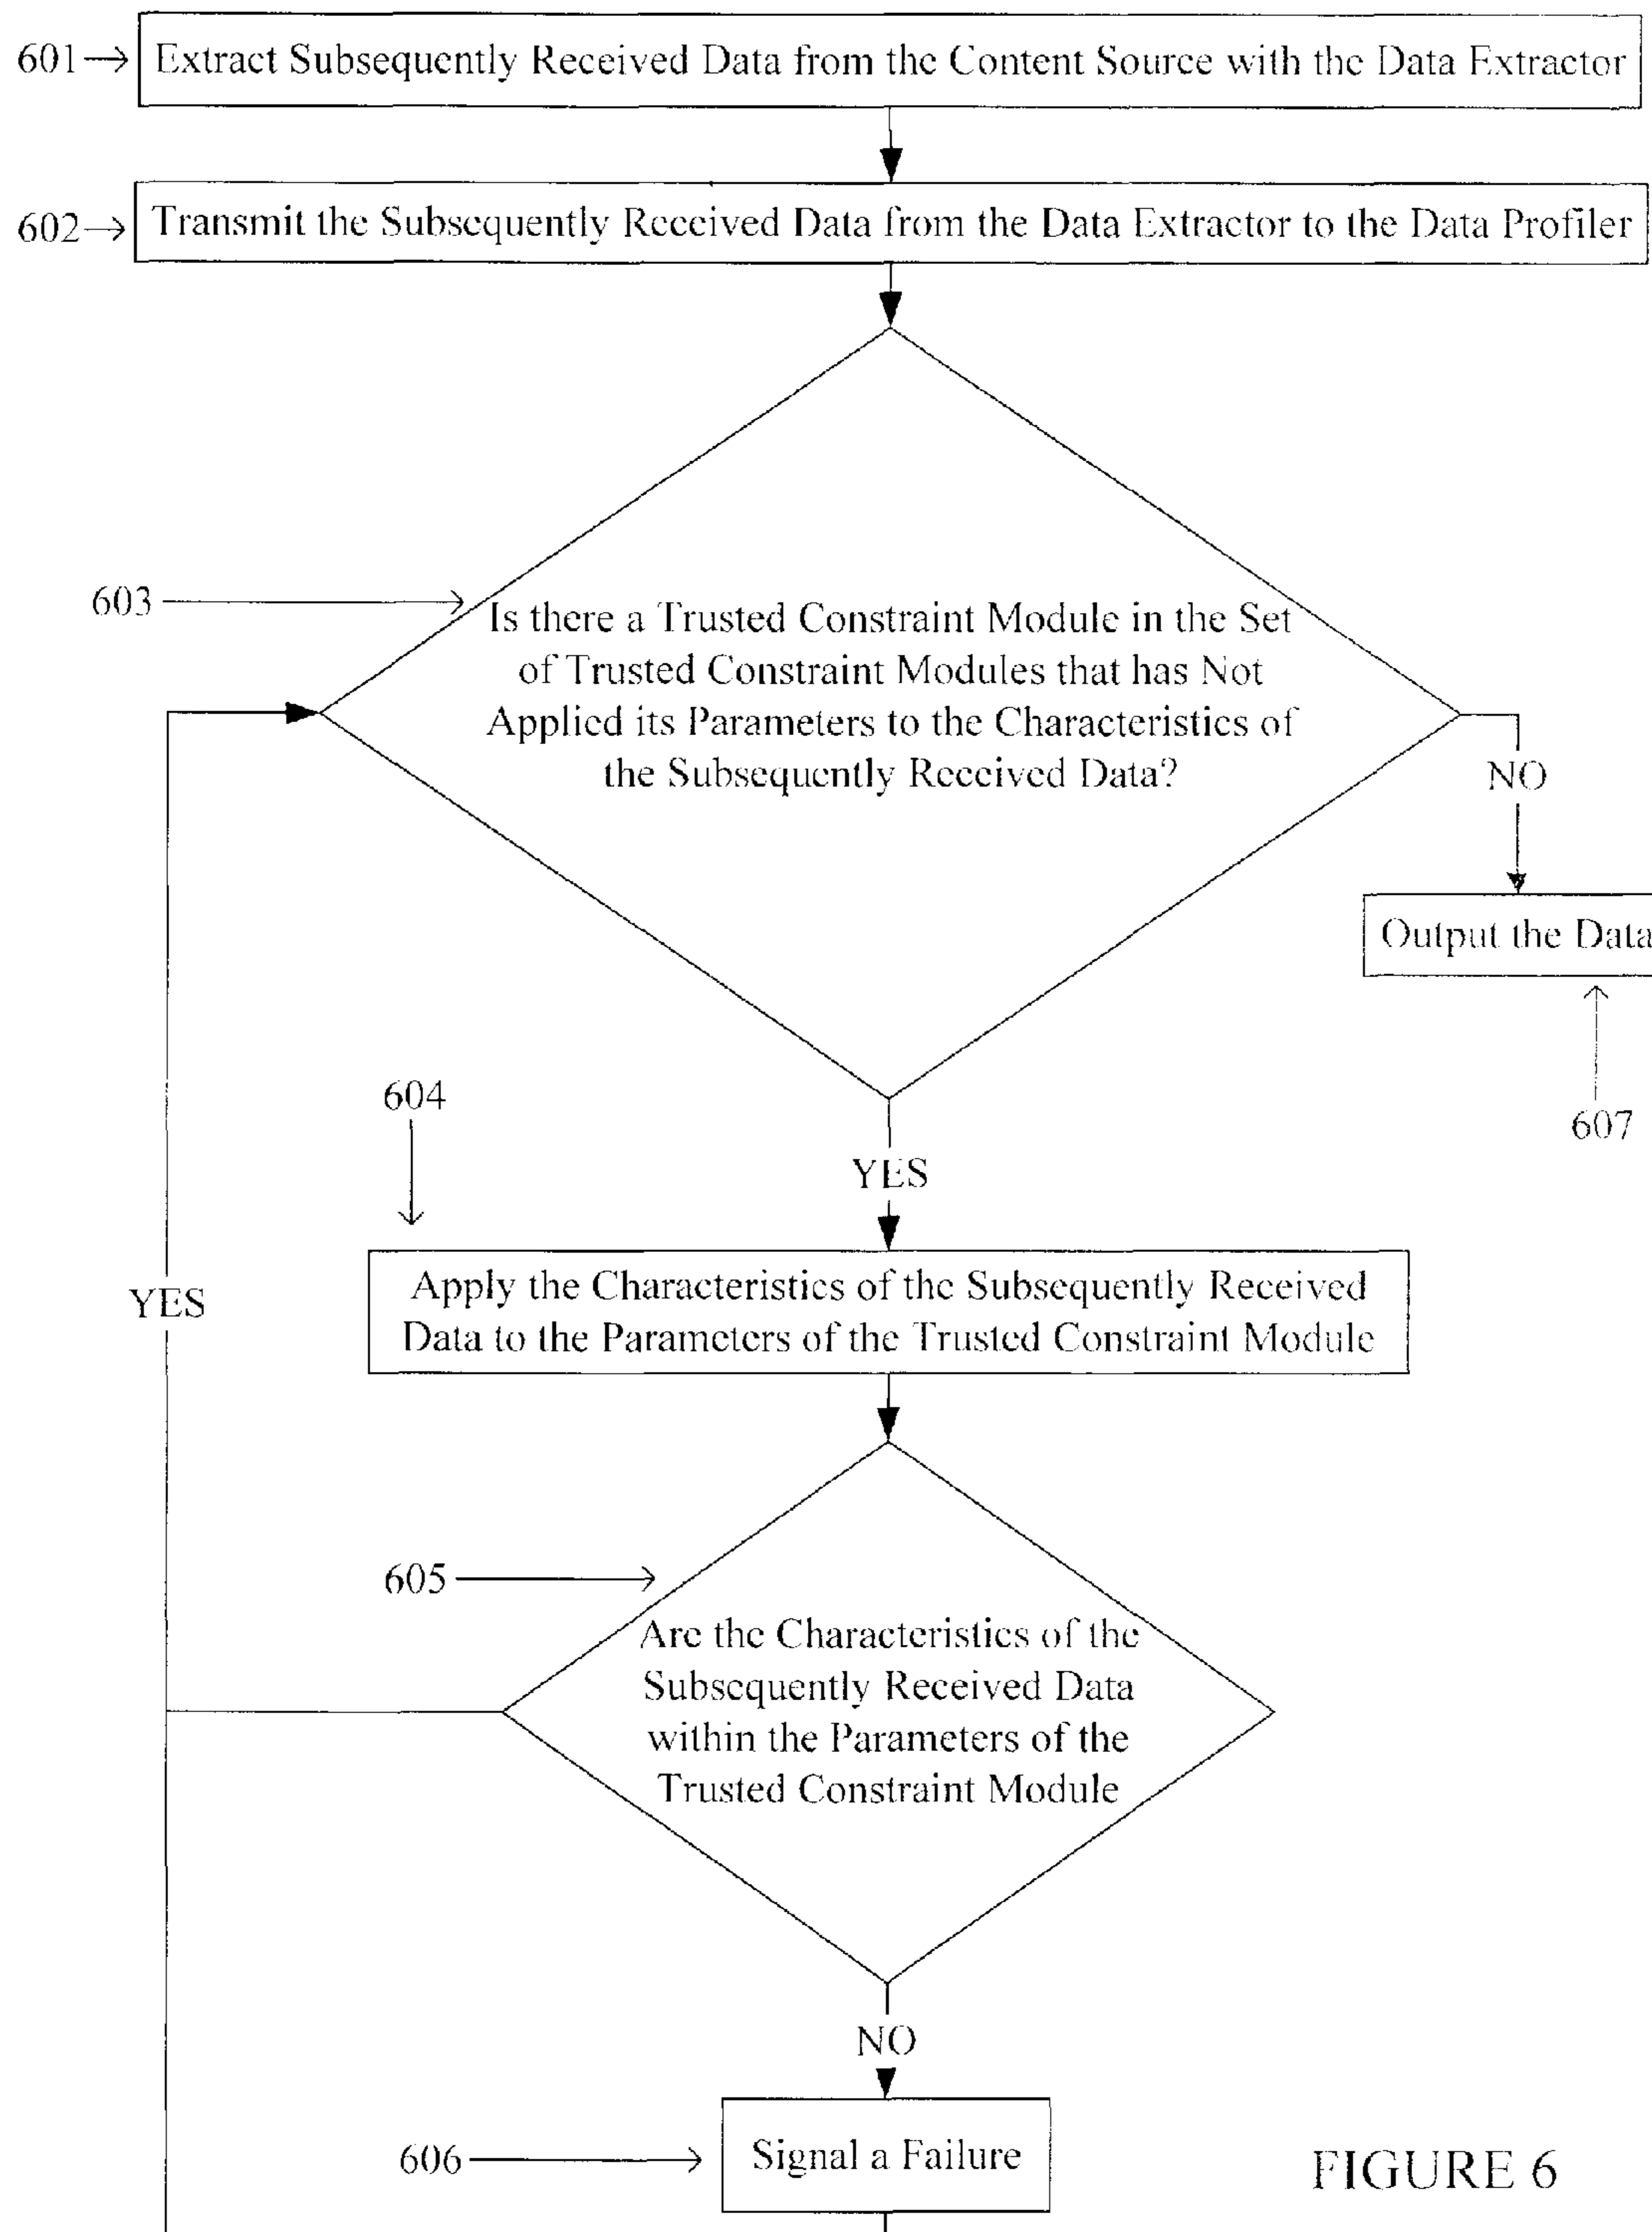 601
Extract Subsequently Received Data from the Content Source with the Data Extractor
602
Transmit the Subsequently Received Data from the Data Extractor to the Data Profiler
603
Is there a Trusted Constraint Module in the Set
of Trusted Constraint Modules that has Not
Applied its Parameters to the Characteristics of
the Subsequently Received Data?
NO
Output the Data
607
604
YES
Apply the Characteristics of the Subsequently Received
Data to the Parameters of the Trusted Constraint Module
YES
605
Are the Characteristics of the
Subsequently Received Data
within the Parameters of the
Trusted Constraint Module
NO
606
Signal a Failure
FIGURE 6